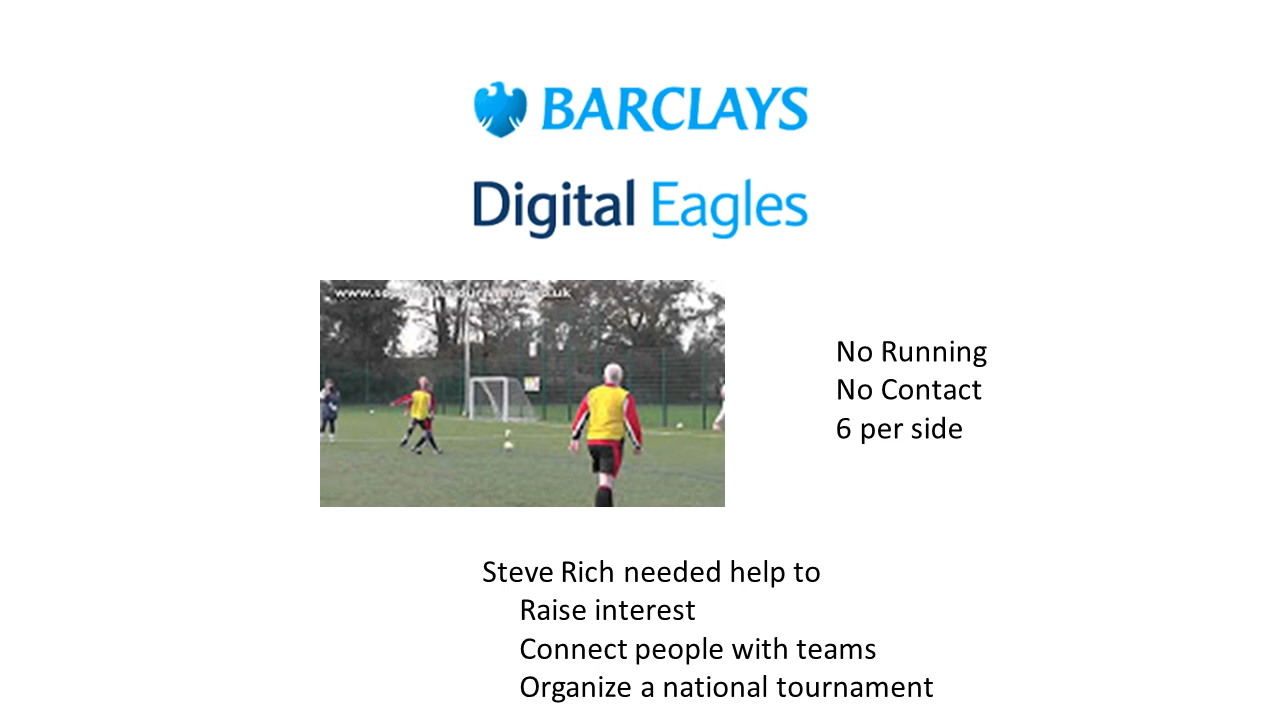 BARCLAYS
Digital Eagles
No Running
No Contact
6 per side
Steve Rich needed help to
Raise interest
Connect people with teams
Organize a national tournament